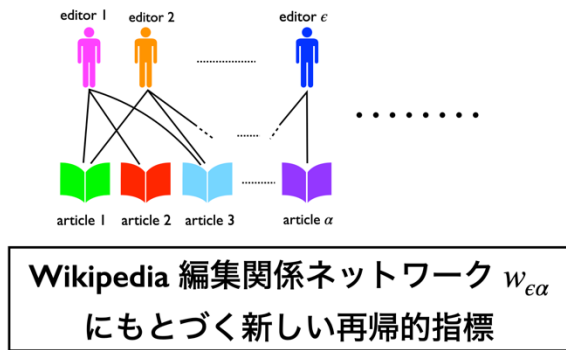 editor 1 editor 2 editor ϵ
article 1 article 2 article 3 article α
Wikipedia 編集関係ネットワーク wϵα
にもとづく新しい再帰的指標